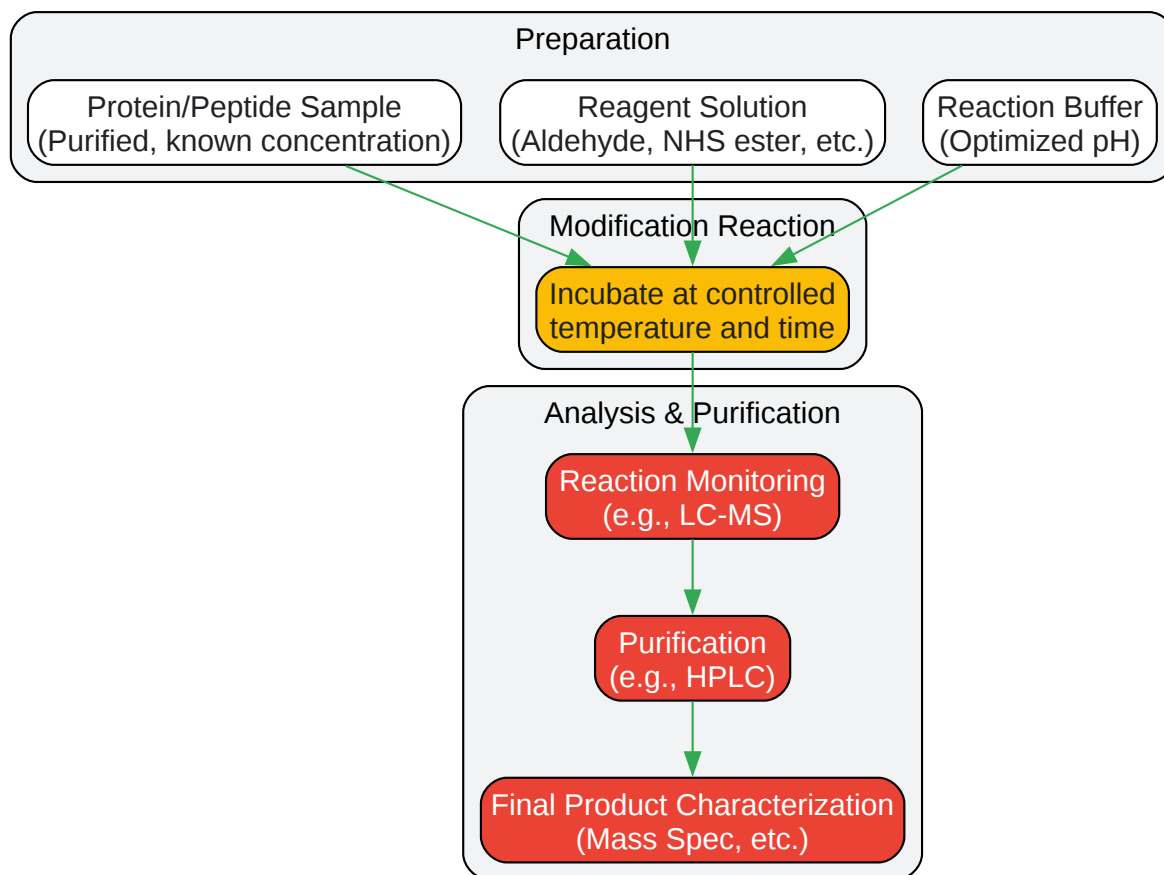 Preparation
Protein/Peptide Sample
(Purified, known concentration)
Reagent Solution
(Aldehyde, NHS ester, etc.)
Reaction Buffer
(Optimized pH)
Modification Reaction
Incubate at controlled
temperature and time
Analysis & Purification
Reaction Monitoring
(e.g., LC-MS)
Purification
(e.g., HPLC)
Final Product Characterization
(Mass Spec, etc.)